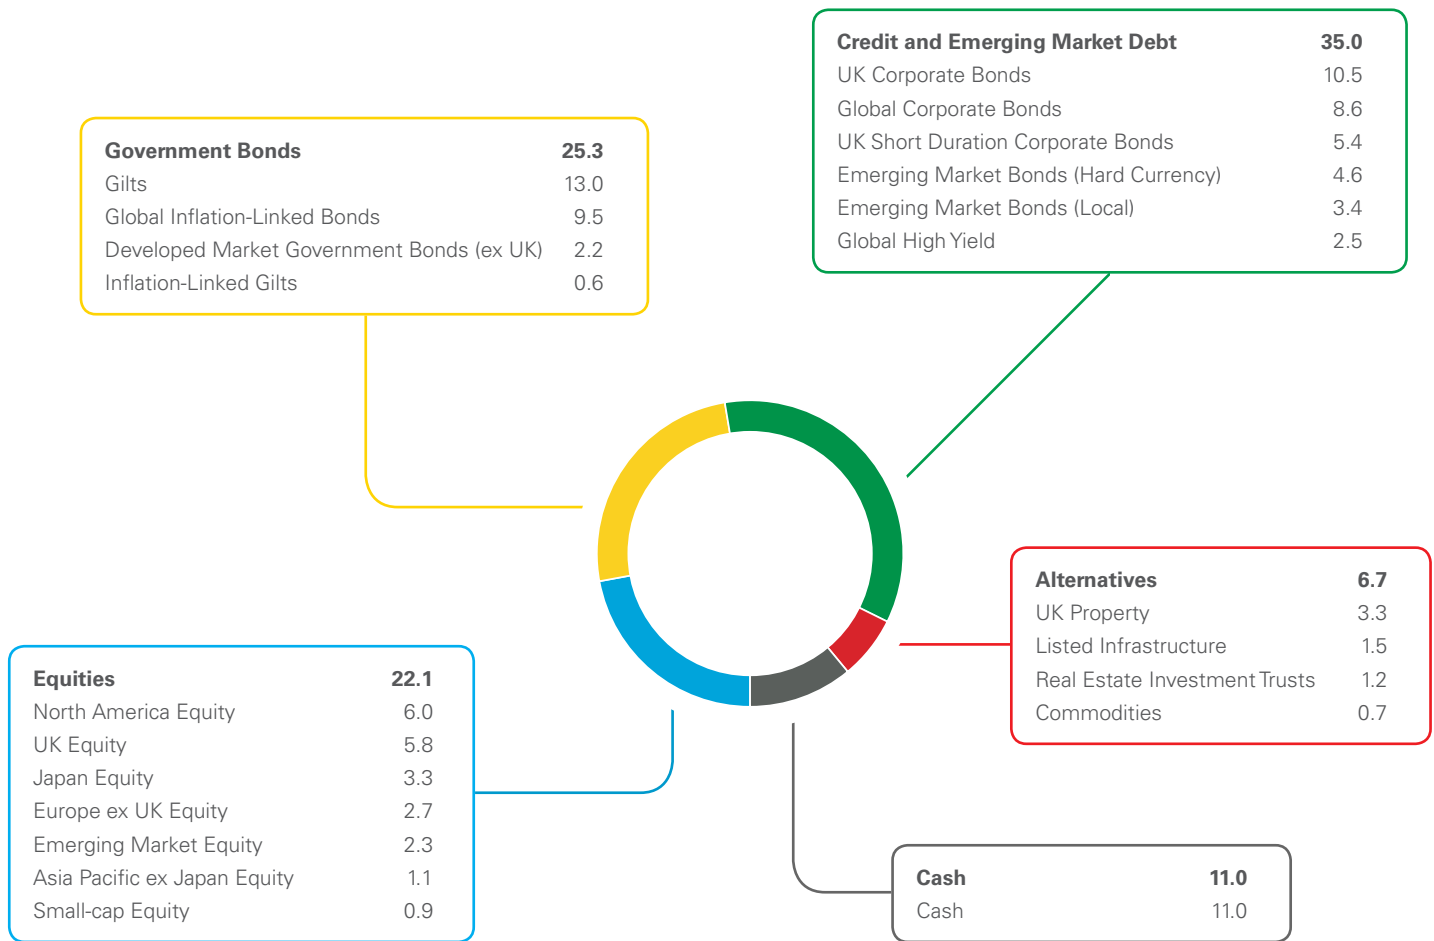 Credit and Emerging Market Debt 35.0
UK Corporate Bonds 10.5
Global Corporate Bonds 8.6
UK Short Duration Corporate Bonds 5.4
Emerging Market Bonds (Hard Currency) 4.6
Emerging Market Bonds (Local) 3.4
Global High Yield 2.5
Government Bonds 25.3
Gilts 13.0
Global Inflation-Linked Bonds 9.5
Developed Market Government Bonds (ex UK) 2.2
Inflation-Linked Gilts 0.6
Alternatives 6.7
UK Property 3.3
Listed Infrastructure 1.5
Real Estate Investment Trusts 1.2
Commodities 0.7
Equities 22.1
North America Equity 6.0
UK Equity 5.8
Japan Equity 3.3
Europe ex UK Equity 2.7
Emerging Market Equity 2.3
Asia Pacific ex Japan Equity 1.1
Small-cap Equity 0.9
Cash 11.0
Cash 11.0